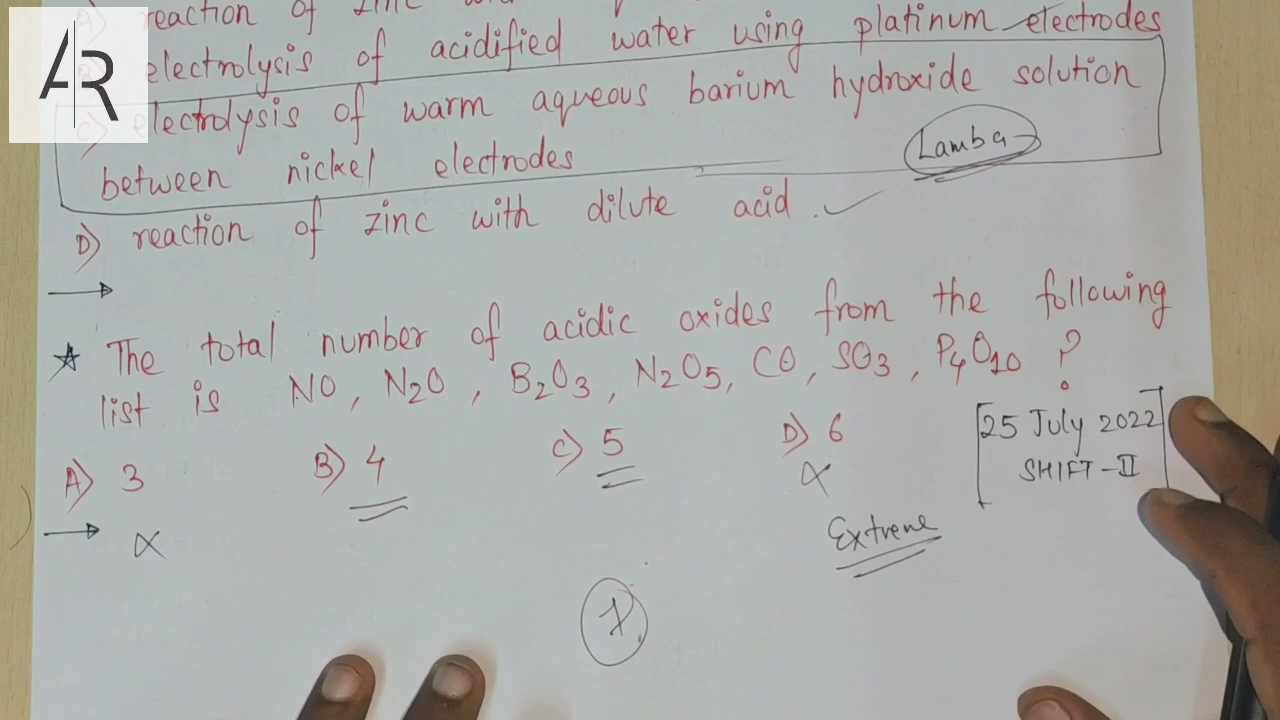 A) reaction of zinc
AR
B) electrolysis of acidified water using platinum electrodes
C) electrolysis of warm aqueous barium hydroxide solution
between nickel electrodes
Lamba
D) reaction of zinc with dilute acid.
★ The total number of acidic oxides from the following
list is NO, N2O, B2O3, N2O5, CO, SO3, P4O10 ?
A) 3 B) 4 C) 5 D) 6
[25 July 2022
SHIFT-II]
Extreme
7